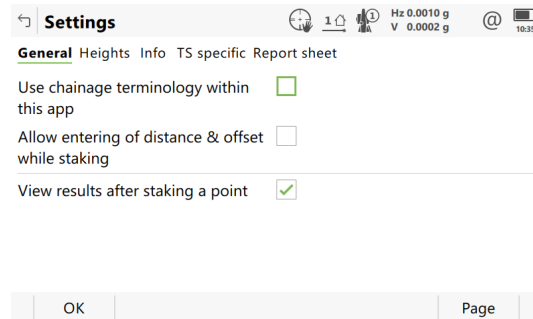 Settings
1
1
Hz 0.0010 g
V 0.0002 g
@
10:35
General Heights Info TS specific Report sheet
Use chainage terminology within
this app
Allow entering of distance & offset
while staking
View results after staking a point
OK
Page